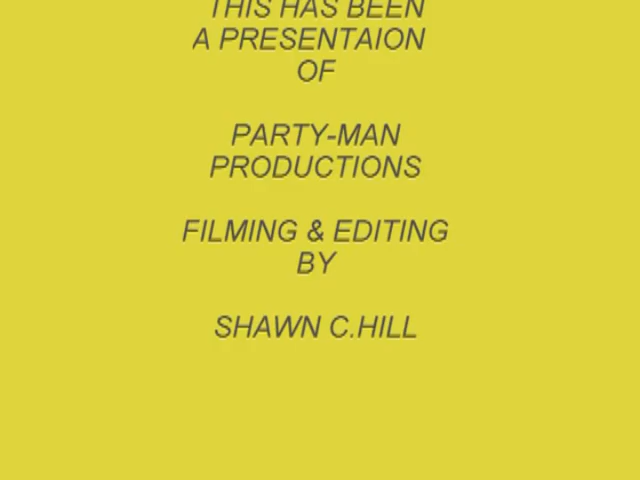 THIS HAS BEEN
A PRESENTAION
OF
PARTY-MAN
PRODUCTIONS
FILMING & EDITING
BY
SHAWN C.HILL